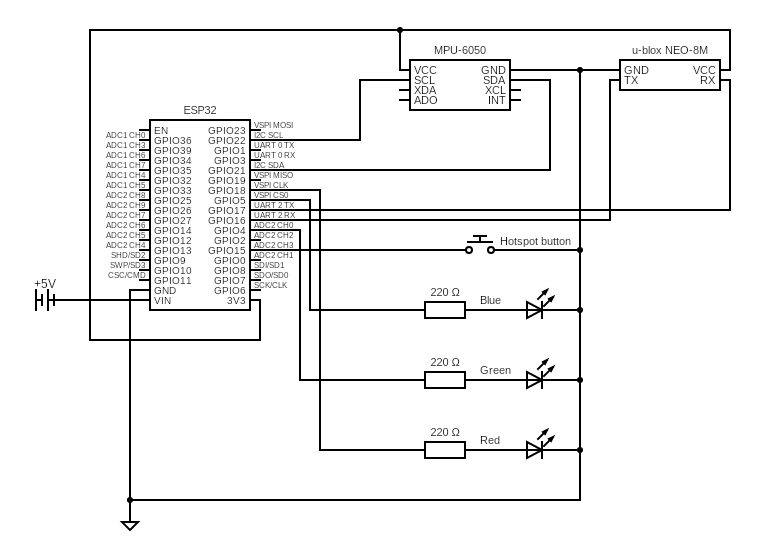 MPU-6050
u-blox NEO-8M
VCC GND
SCL SDA
XDA XCL
ADO INT
GND VCC
TX RX
ESP32
EN GPIO23 VSPI MOSI
ADC1 CH0 GPIO36 GPIO22 I2C SCL
ADC1 CH3 GPIO39 GPIO1 UART 0 TX
ADC1 CH6 GPIO34 GPIO3 UART 0 RX
ADC1 CH7 GPIO35 GPIO21 I2C SDA
ADC1 CH4 GPIO32 GPIO19 VSPI MISO
ADC1 CH5 GPIO33 GPIO18 VSPI CLK
ADC2 CH8 GPIO25 GPIO5 VSPI CS0
ADC2 CH9 GPIO26 GPIO17 UART 2 TX
ADC2 CH7 GPIO27 GPIO16 UART 2 RX
ADC2 CH6 GPIO14 GPIO4 ADC2 CH0
ADC2 CH5 GPIO12 GPIO2 ADC2 CH2
ADC2 CH4 GPIO13 GPIO15 ADC2 CH3
SHD/SD2 GPIO9 GPIO0 ADC2 CH1
SWP/SD3 GPIO10 GPIO8 SDI/SD1
CSC/CMD GPIO11 GPIO7 SDO/SD0
GND GPIO6 SCK/CLK
VIN 3V3
+5V
Hotspot button
220 Ω
Blue
220 Ω
Green
220 Ω
Red